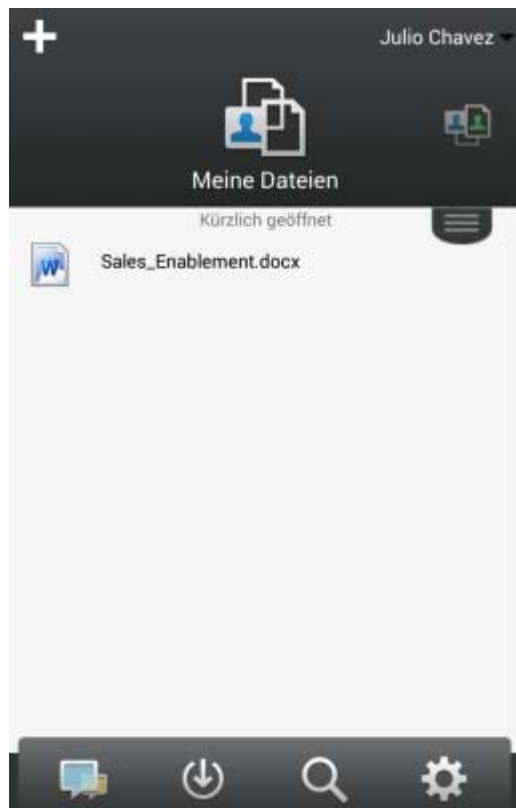 Julio Chavez
Meine Dateien
Kürzlich geöffnet
W
Sales_Enablement.docx